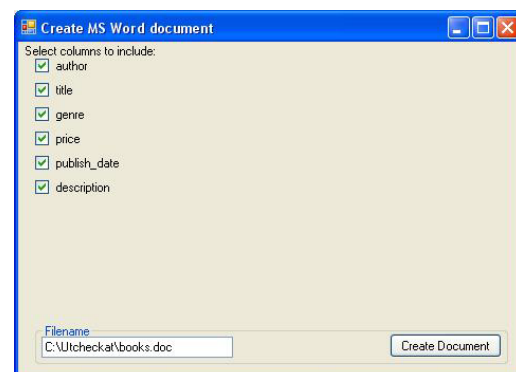 Create MS Word document
Select columns to include:
author
title
genre
price
publish_date
description
Filename
C:\Utcheckat\books.doc
Create Document